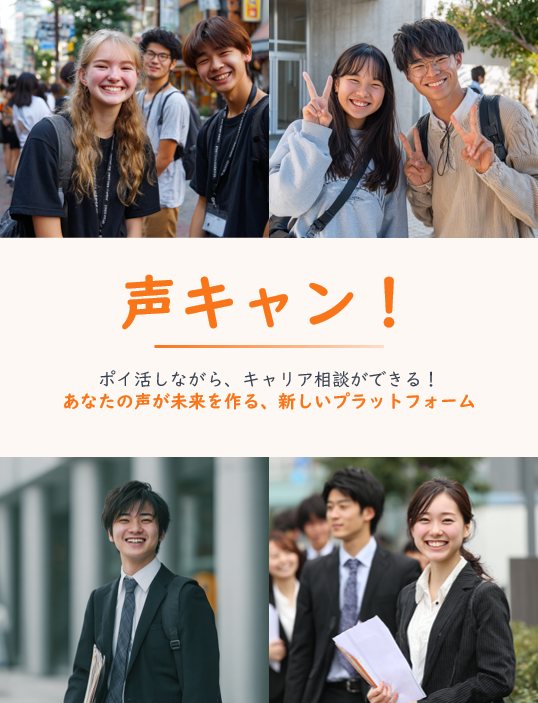 声キャン！
ポイ活しながら、キャリア相談ができる！
あなたの声が未来を作る、新しいプラットフォーム